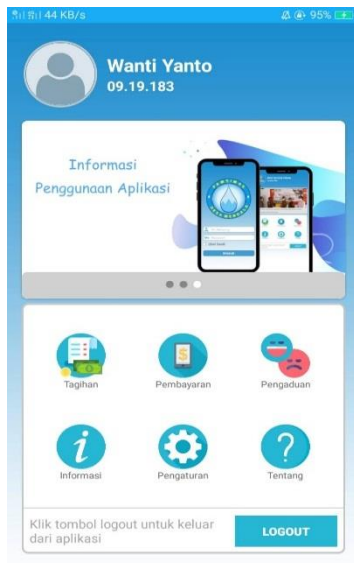 44 KB/s
95%
Wanti Yanto
09.19.183
Informasi
Penggunaan Aplikasi
Tagihan
Pembayaran
Pengaduan
Informasi
Pengaturan
Tentang
Klik tombol logout untuk keluar
dari aplikasi
LOGOUT